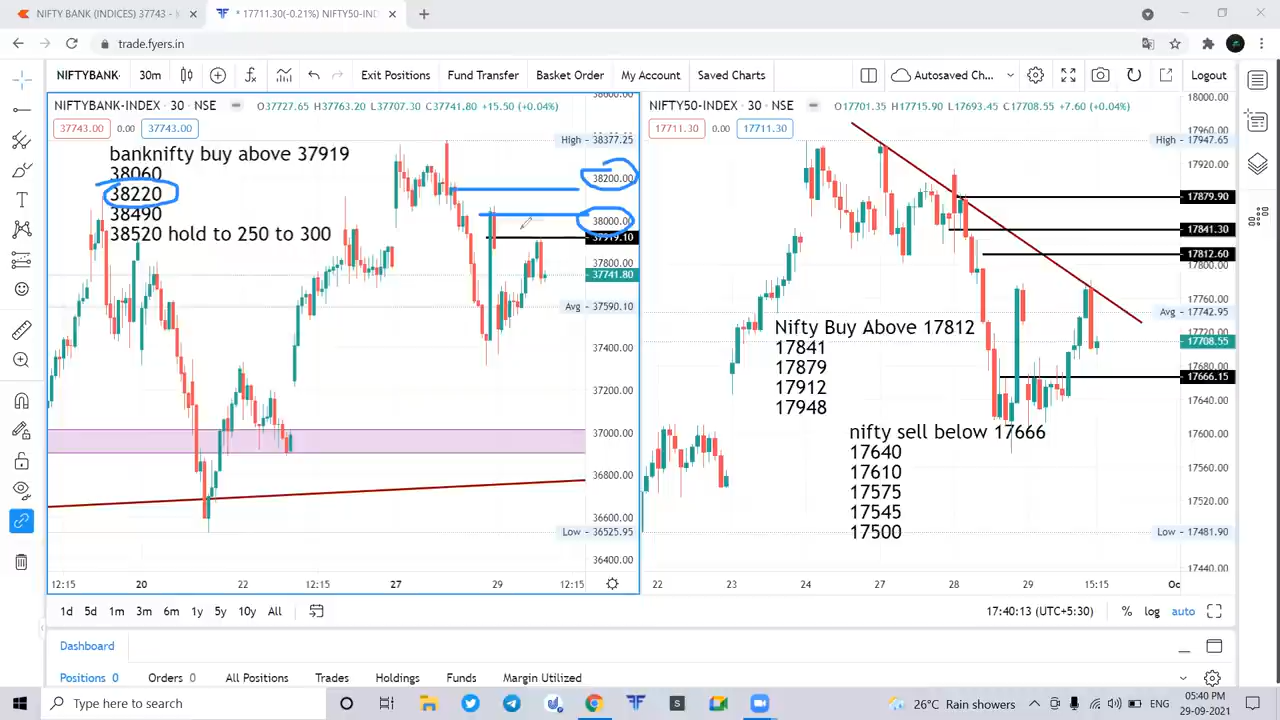 NIFTY BANK (INDICES) 37743 - K
* 17711.30(-0.21%) NIFTY50-IND
trade.fyers.in
NIFTYBANK- 30m Exit Positions Fund Transfer Basket Order My Account Saved Charts Autosaved Ch... Logout
NIFTYBANK-INDEX · 30 · NSE O37727.65 H37763.20 L37707.30 C37741.80 +15.50 (+0.04%)
37743.00 0.00 37743.00
banknifty buy above 37919
38060
38220
38490
38520 hold to 250 to 300
38600.00
High 38377.25
38200.00
38000.00
37919.10
37800.00
37741.80
Avg 37590.10
37400.00
37200.00
37000.00
36800.00
36600.00
Low 36525.95
36400.00
12:15 20 22 12:15 27 29 12:15
NIFTY50-INDEX · 30 · NSE O17701.35 H17715.90 L17693.45 C17708.55 +7.60 (+0.04%)
17711.30 0.00 17711.30
Nifty Buy Above 17812
17841
17879
17912
17948
nifty sell below 17666
17640
17610
17575
17545
17500
18000.00
17960.00
High 17947.65
17920.00
17879.90
17841.30
17812.60
17800.00
17760.00
Avg 17742.95
17720.00
17708.55
17680.00
17666.15
17640.00
17600.00
17560.00
17520.00
Low 17481.90
17440.00
22 23 24 27 28 29 15:15 Oc
1d 5d 1m 3m 6m 1y 5y 10y All 17:40:13 (UTC+5:30) % log auto
Dashboard
Positions 0 Orders 0 All Positions Trades Holdings Funds Margin Utilized
Type here to search 26°C Rain showers ENG 05:40 PM
29-09-2021